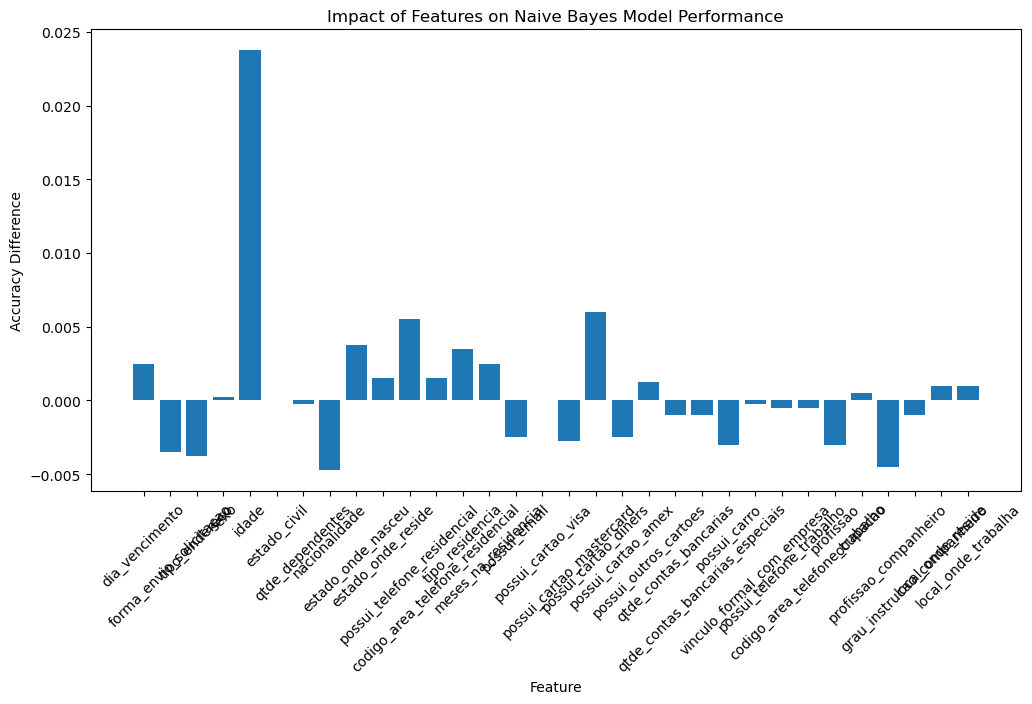 Impact of Features on Naive Bayes Model Performance
Accuracy Difference
0.025
0.020
0.015
0.010
0.005
0.000
−0.005
dia_vencimento
forma_envio_solicitacao
tipo_endereco
sexo
idade
estado_civil
qtde_dependentes
nacionalidade
estado_onde_nasceu
estado_onde_reside
possui_telefone_residencial
codigo_area_telefone_residencial
tipo_residencia
meses_na_residencia
possui_email
possui_cartao_visa
possui_cartao_mastercard
possui_cartao_diners
possui_cartao_amex
possui_outros_cartoes
qtde_contas_bancarias
qtde_contas_bancarias_especiais
possui_carro
vinculo_formal_com_empresa
possui_telefone_trabalho
codigo_area_telefone_trabalho
profissao
ocupacao
profissao_companheiro
grau_instrucao_companheiro
local_onde_reside
local_onde_trabalha
Feature